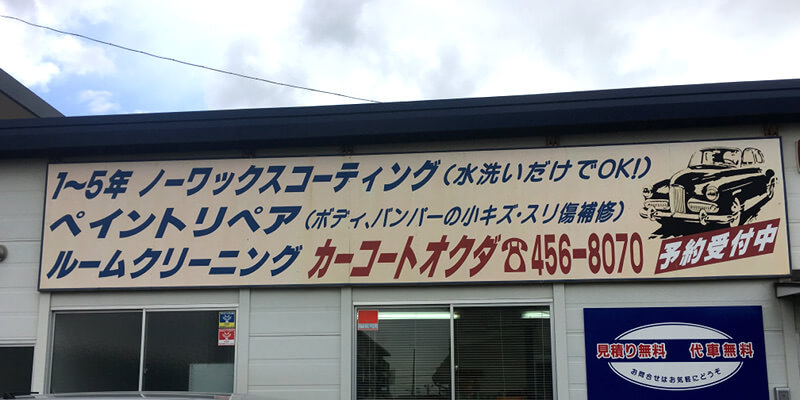 1〜5年 ノーワックスコーティング(水洗いだけでOK!)
ペイントリペア(ボディ、バンパーの小キズ・スリ傷補修)
ルームクリーニング カーコートオクダ☎456-8070 予約受付中
見積り無料 代車無料
お問合せはお気軽にどうぞ